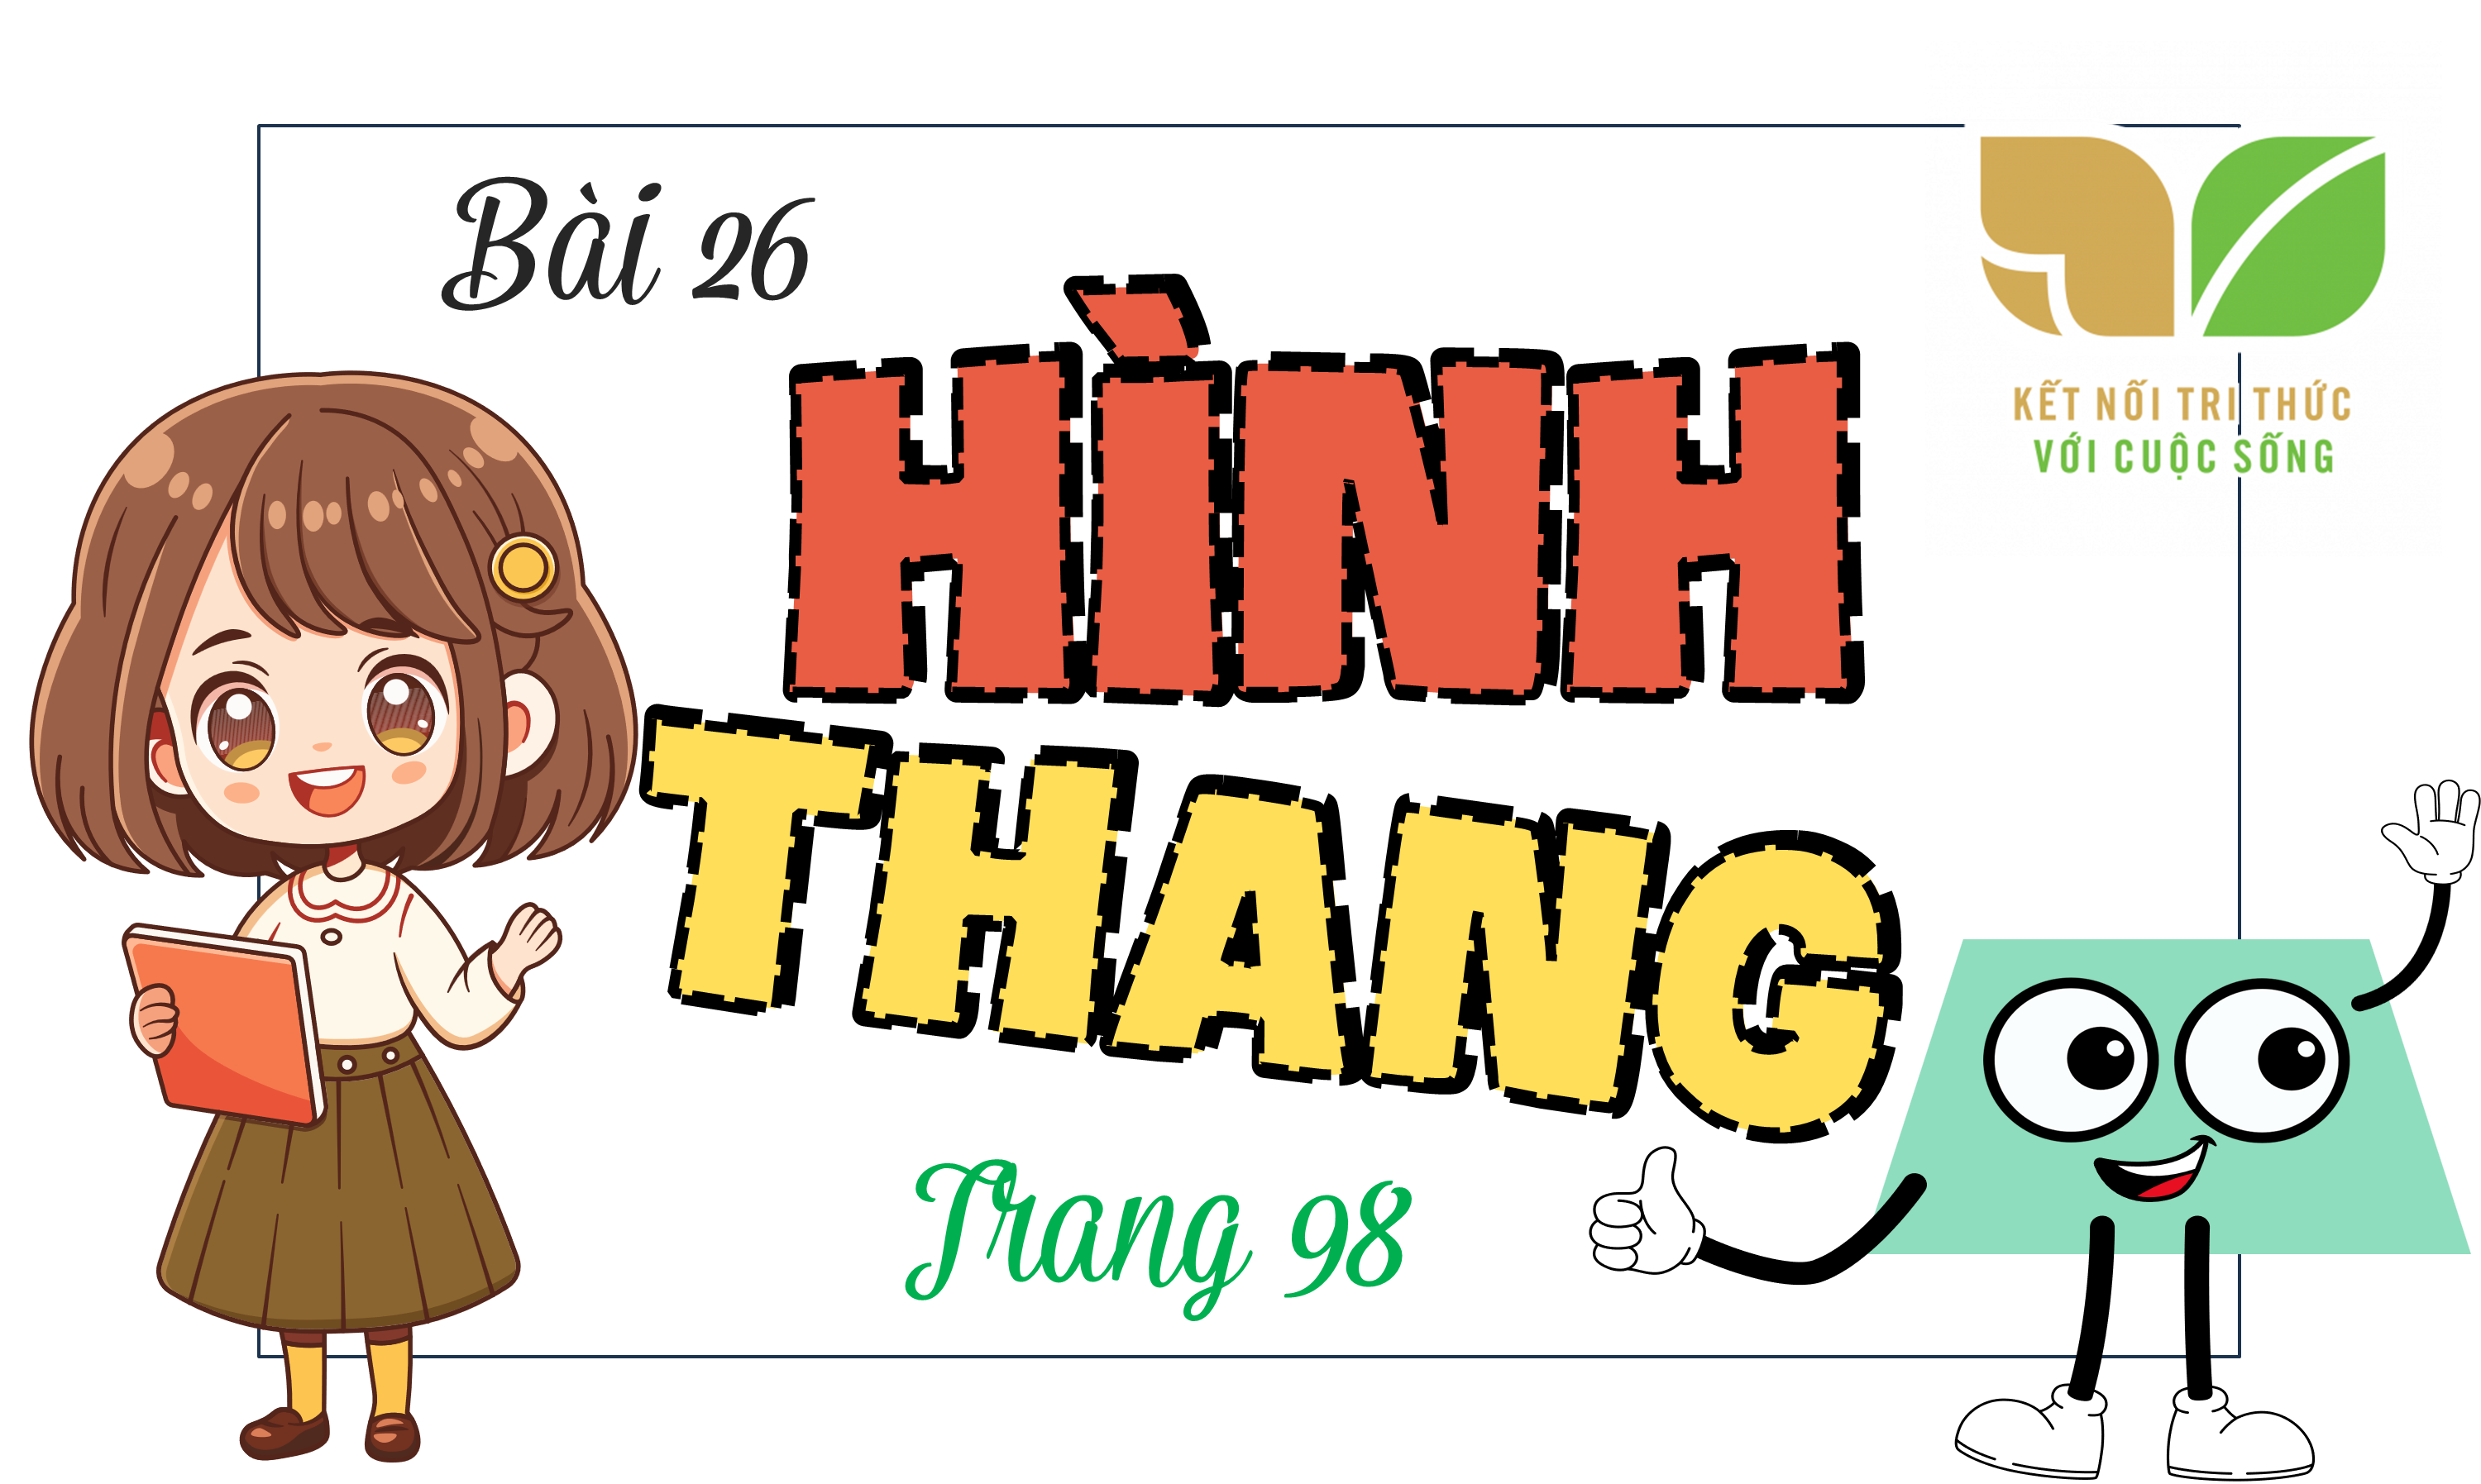 Bài 26
HÌNH
THANG
Trang 98
KẾT NỐI TRI THỨC
VỚI CUỘC SỐNG